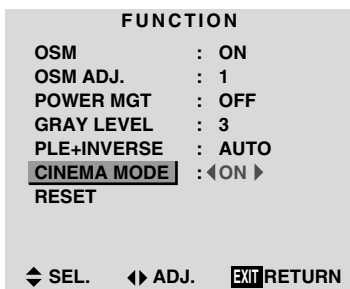 FUNCTION
OSM : ON
OSM ADJ. : 1
POWER MGT : OFF
GRAY LEVEL : 3
PLE+INVERSE : AUTO
CINEMA MODE : ON
RESET
SEL. ADJ. EXIT RETURN